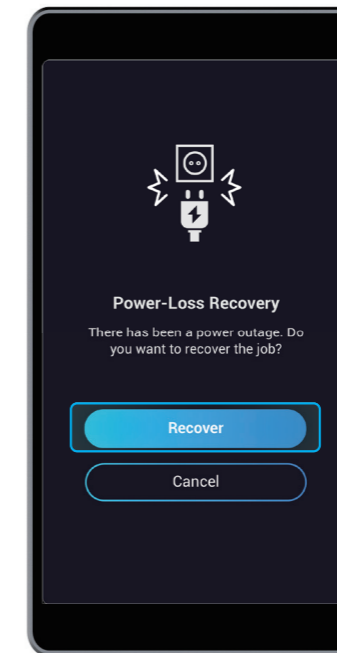 Power-Loss Recovery
There has been a power outage. Do
you want to recover the job?
Recover
Cancel